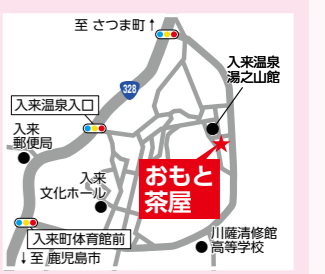 至 さつま町↑
入来温泉
湯之山館
328
入来温泉入口
入来
郵便局
おもと
茶屋
入来
文化ホール
入来町体育館前
川薩清修館
高等学校
↓至 鹿児島市